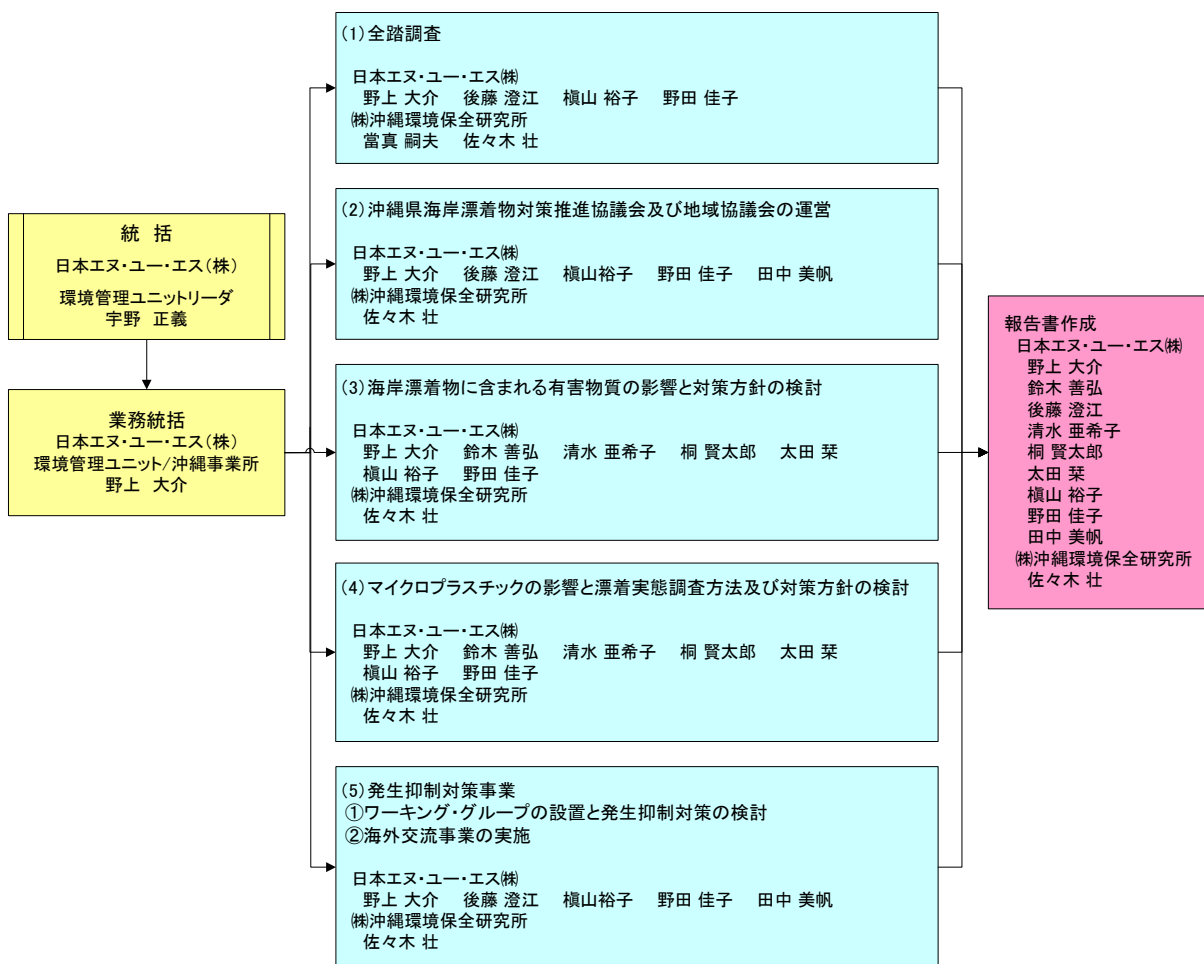 統 括
日本エヌ・ユー・エス(株)
環境管理ユニットリーダ
宇野 正義
業務統括
日本エヌ・ユー・エス(株)
環境管理ユニット/沖縄事業所
野上 大介
(1)全踏調査
日本エヌ・ユー・エス㈱
野上 大介 後藤 澄江 槇山 裕子 野田 佳子
㈱沖縄環境保全研究所
當真 嗣夫 佐々木 壮
(2)沖縄県海岸漂着物対策推進協議会及び地域協議会の運営
日本エヌ・ユー・エス㈱
野上 大介 後藤 澄江 槇山裕子 野田 佳子 田中 美帆
㈱沖縄環境保全研究所
佐々木 壮
(3)海岸漂着物に含まれる有害物質の影響と対策方針の検討
日本エヌ・ユー・エス㈱
野上 大介 鈴木 善弘 清水 亜希子 桐 賢太郎 太田 栞
槇山 裕子 野田 佳子
㈱沖縄環境保全研究所
佐々木 壮
(4)マイクロプラスチックの影響と漂着実態調査方法及び対策方針の検討
日本エヌ・ユー・エス㈱
野上 大介 鈴木 善弘 清水 亜希子 桐 賢太郎 太田 栞
槇山 裕子 野田 佳子
㈱沖縄環境保全研究所
佐々木 壮
(5)発生抑制対策事業
①ワーキング・グループの設置と発生抑制対策の検討
②海外交流事業の実施
日本エヌ・ユー・エス㈱
野上 大介 後藤 澄江 槇山裕子 野田 佳子 田中 美帆
㈱沖縄環境保全研究所
佐々木 壮
報告書作成
日本エヌ・ユー・エス㈱
野上 大介
鈴木 善弘
後藤 澄江
清水 亜希子
桐 賢太郎
太田 栞
槇山 裕子
野田 佳子
田中 美帆
㈱沖縄環境保全研究所
佐々木 壮